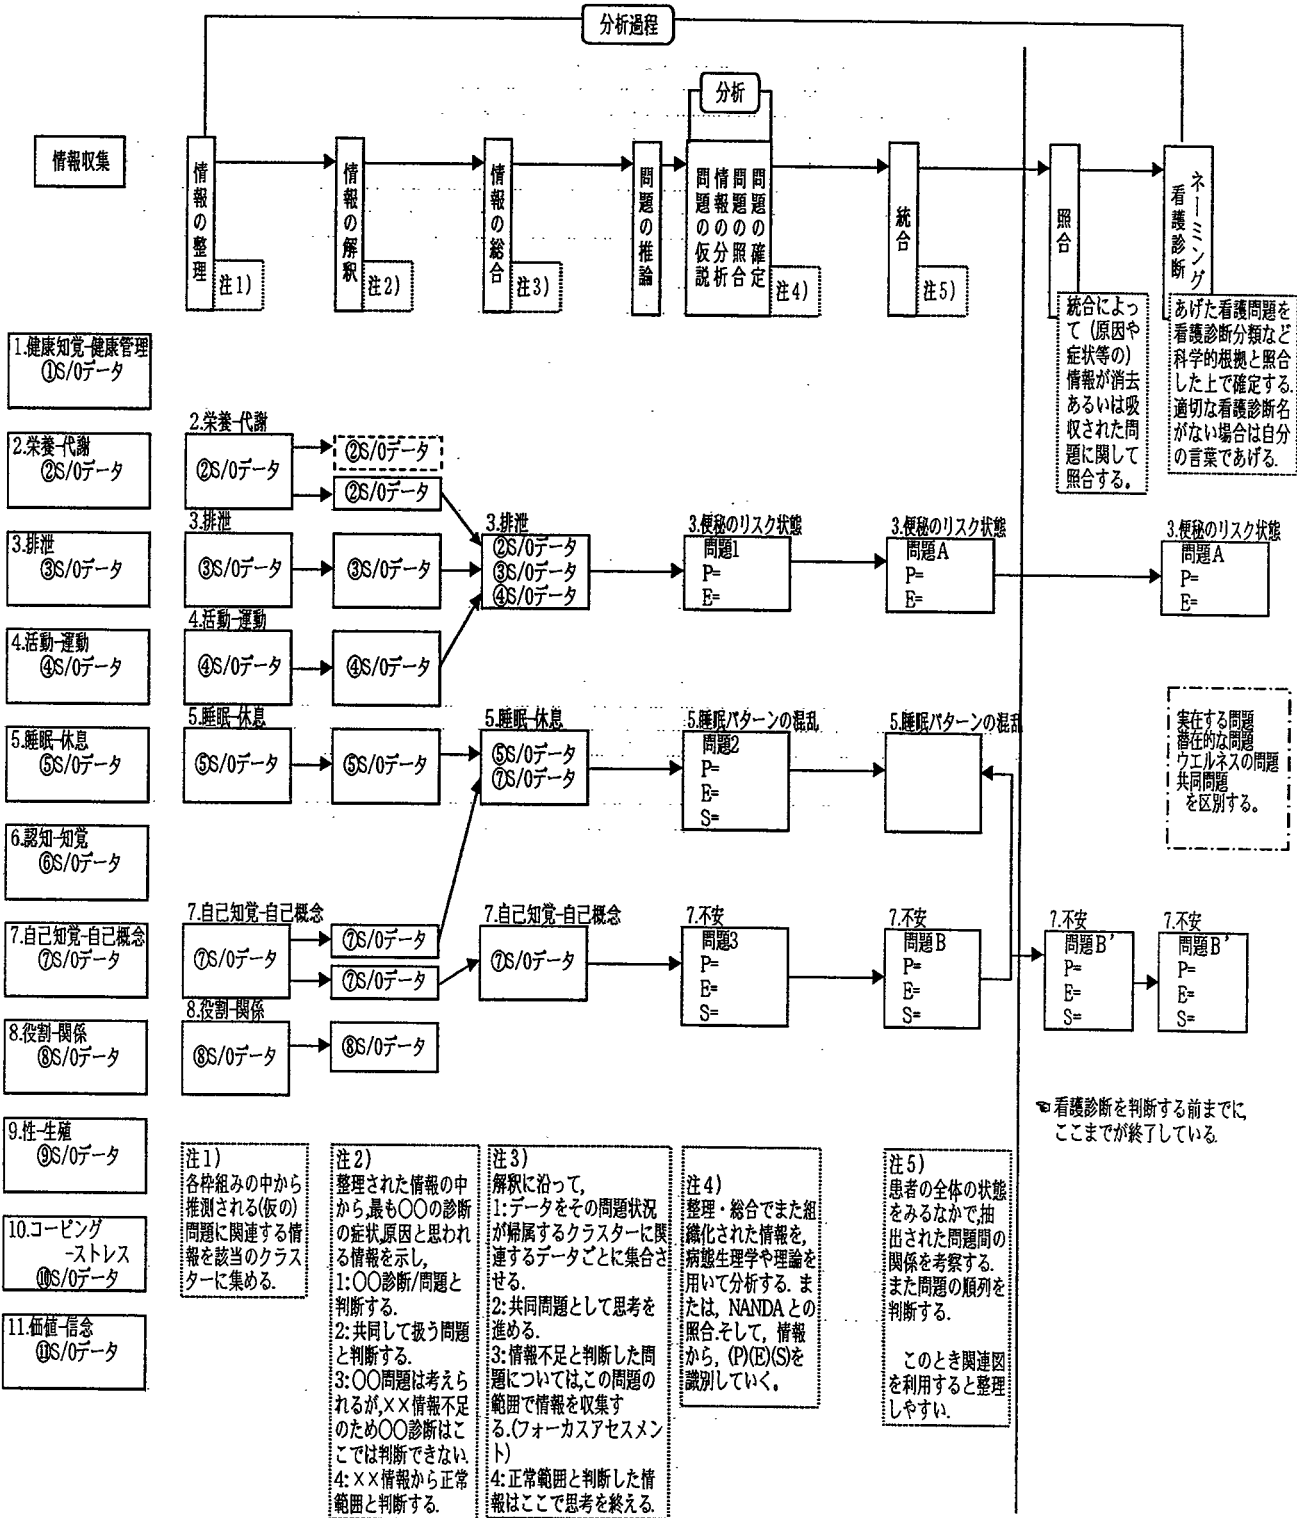 分析過程
分析
情報収集
情報の整理
注1)
情報の解釈
注2)
情報の総合
注3)
問題の推論
問題の確定
問題の照合
情報の分析
問題の仮説
注4)
統合
注5)
照合
ネーミング
看護診断
統合によっ
て（原因や
症状等の）
情報が消去
あるいは吸
収された問
題に関して
照合する。
あげた看護問題を
看護診断分類など
科学的根拠と照合
した上で確定する.
適切な看護診断名
がない場合は自分
の言葉であげる.
1.健康知覚-健康管理
①S/Oデータ
2.栄養-代謝
②S/Oデータ
3.排泄
③S/Oデータ
4.活動-運動
④S/Oデータ
5.睡眠-休息
⑤S/Oデータ
6.認知-知覚
⑥S/Oデータ
7.自己知覚-自己概念
⑦S/Oデータ
8.役割-関係
⑧S/Oデータ
9.性-生殖
⑨S/Oデータ
10.コーピング
-ストレス
⑩S/Oデータ
11.価値-信念
⑪S/Oデータ
2.栄養-代謝
②S/Oデータ
3.排泄
③S/Oデータ
4.活動-運動
④S/Oデータ
5.睡眠-休息
⑤S/Oデータ
7.自己知覚-自己概念
⑦S/Oデータ
8.役割-関係
⑧S/Oデータ
②S/Oデータ
②S/Oデータ
③S/Oデータ
④S/Oデータ
⑤S/Oデータ
⑦S/Oデータ
⑦S/Oデータ
⑧S/Oデータ
3.排泄
②S/Oデータ
③S/Oデータ
④S/Oデータ
5.睡眠-休息
⑤S/Oデータ
⑦S/Oデータ
7.自己知覚-自己概念
⑦S/Oデータ
3.便秘のリスク状態
問題1
P=
E=
5.睡眠パターンの混乱
問題2
P=
E=
S=
7.不安
問題3
P=
E=
S=
3.便秘のリスク状態
問題A
P=
E=
5.睡眠パターンの混乱
7.不安
問題B
P=
E=
S=
7.不安
問題B'
P=
E=
S=
3.便秘のリスク状態
問題A
P=
E=
実在する問題
潜在的な問題
ウエルネスの問題
共同問題
を区別する。
7.不安
問題B'
P=
E=
S=
☜看護診断を判断する前までに,
ここまでが終了している.
注1)
各枠組みの中から
推測される(仮の)
問題に関連する情
報を該当のクラス
ターに集める.
注2)
整理された情報の中
から,最も〇〇の診断
の症状,原因と思われ
る情報を示し,
1:〇〇診断/問題と
判断する.
2:共同して扱う問題
と判断する.
3:〇〇問題は考えら
れるが,××情報不足
のため〇〇診断はこ
こでは判断できない.
4:××情報から正常
範囲と判断する.
注3)
解釈に沿って,
1:データをその問題状況
が帰属するクラスターに関
連するデータごとに集合さ
せる.
2:共同問題として思考を
進める.
3:情報不足と判断した問
題については,この問題の
範囲で情報を収集す
る.(フォーカスアセスメン
ト)
4:正常範囲と判断した情
報はここで思考を終える.
注4)
整理・総合でまた組
織化された情報を,
病態生理学や理論を
用いて分析する. ま
たは, NANDAとの
照合.そして, 情報
から, (P)(E)(S)を
識別していく。
注5)
患者の全体の状態
をみるなかで,抽
出された問題間の
関係を考察する.
また問題の順列を
判断する.
このとき関連図
を利用すると整理
しやすい.